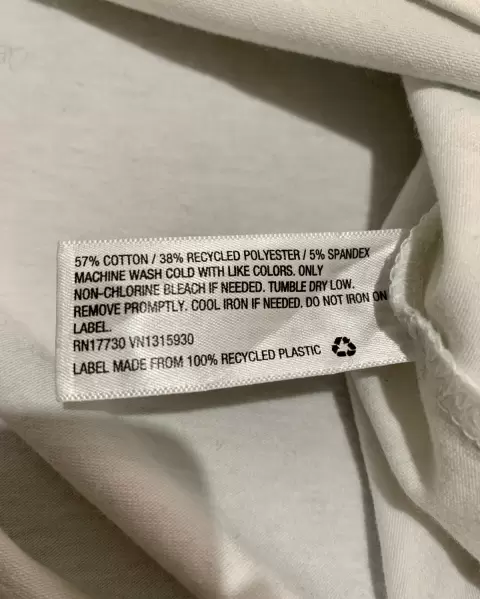 57% COTTON / 38% RECYCLED POLYESTER / 5% SPANDEX
MACHINE WASH COLD WITH LIKE COLORS. ONLY
NON-CHLORINE BLEACH IF NEEDED. TUMBLE DRY LOW.
REMOVE PROMPTLY. COOL IRON IF NEEDED. DO NOT IRON ON
LABEL.
RN17730 VN1315930
LABEL MADE FROM 100% RECYCLED PLASTIC